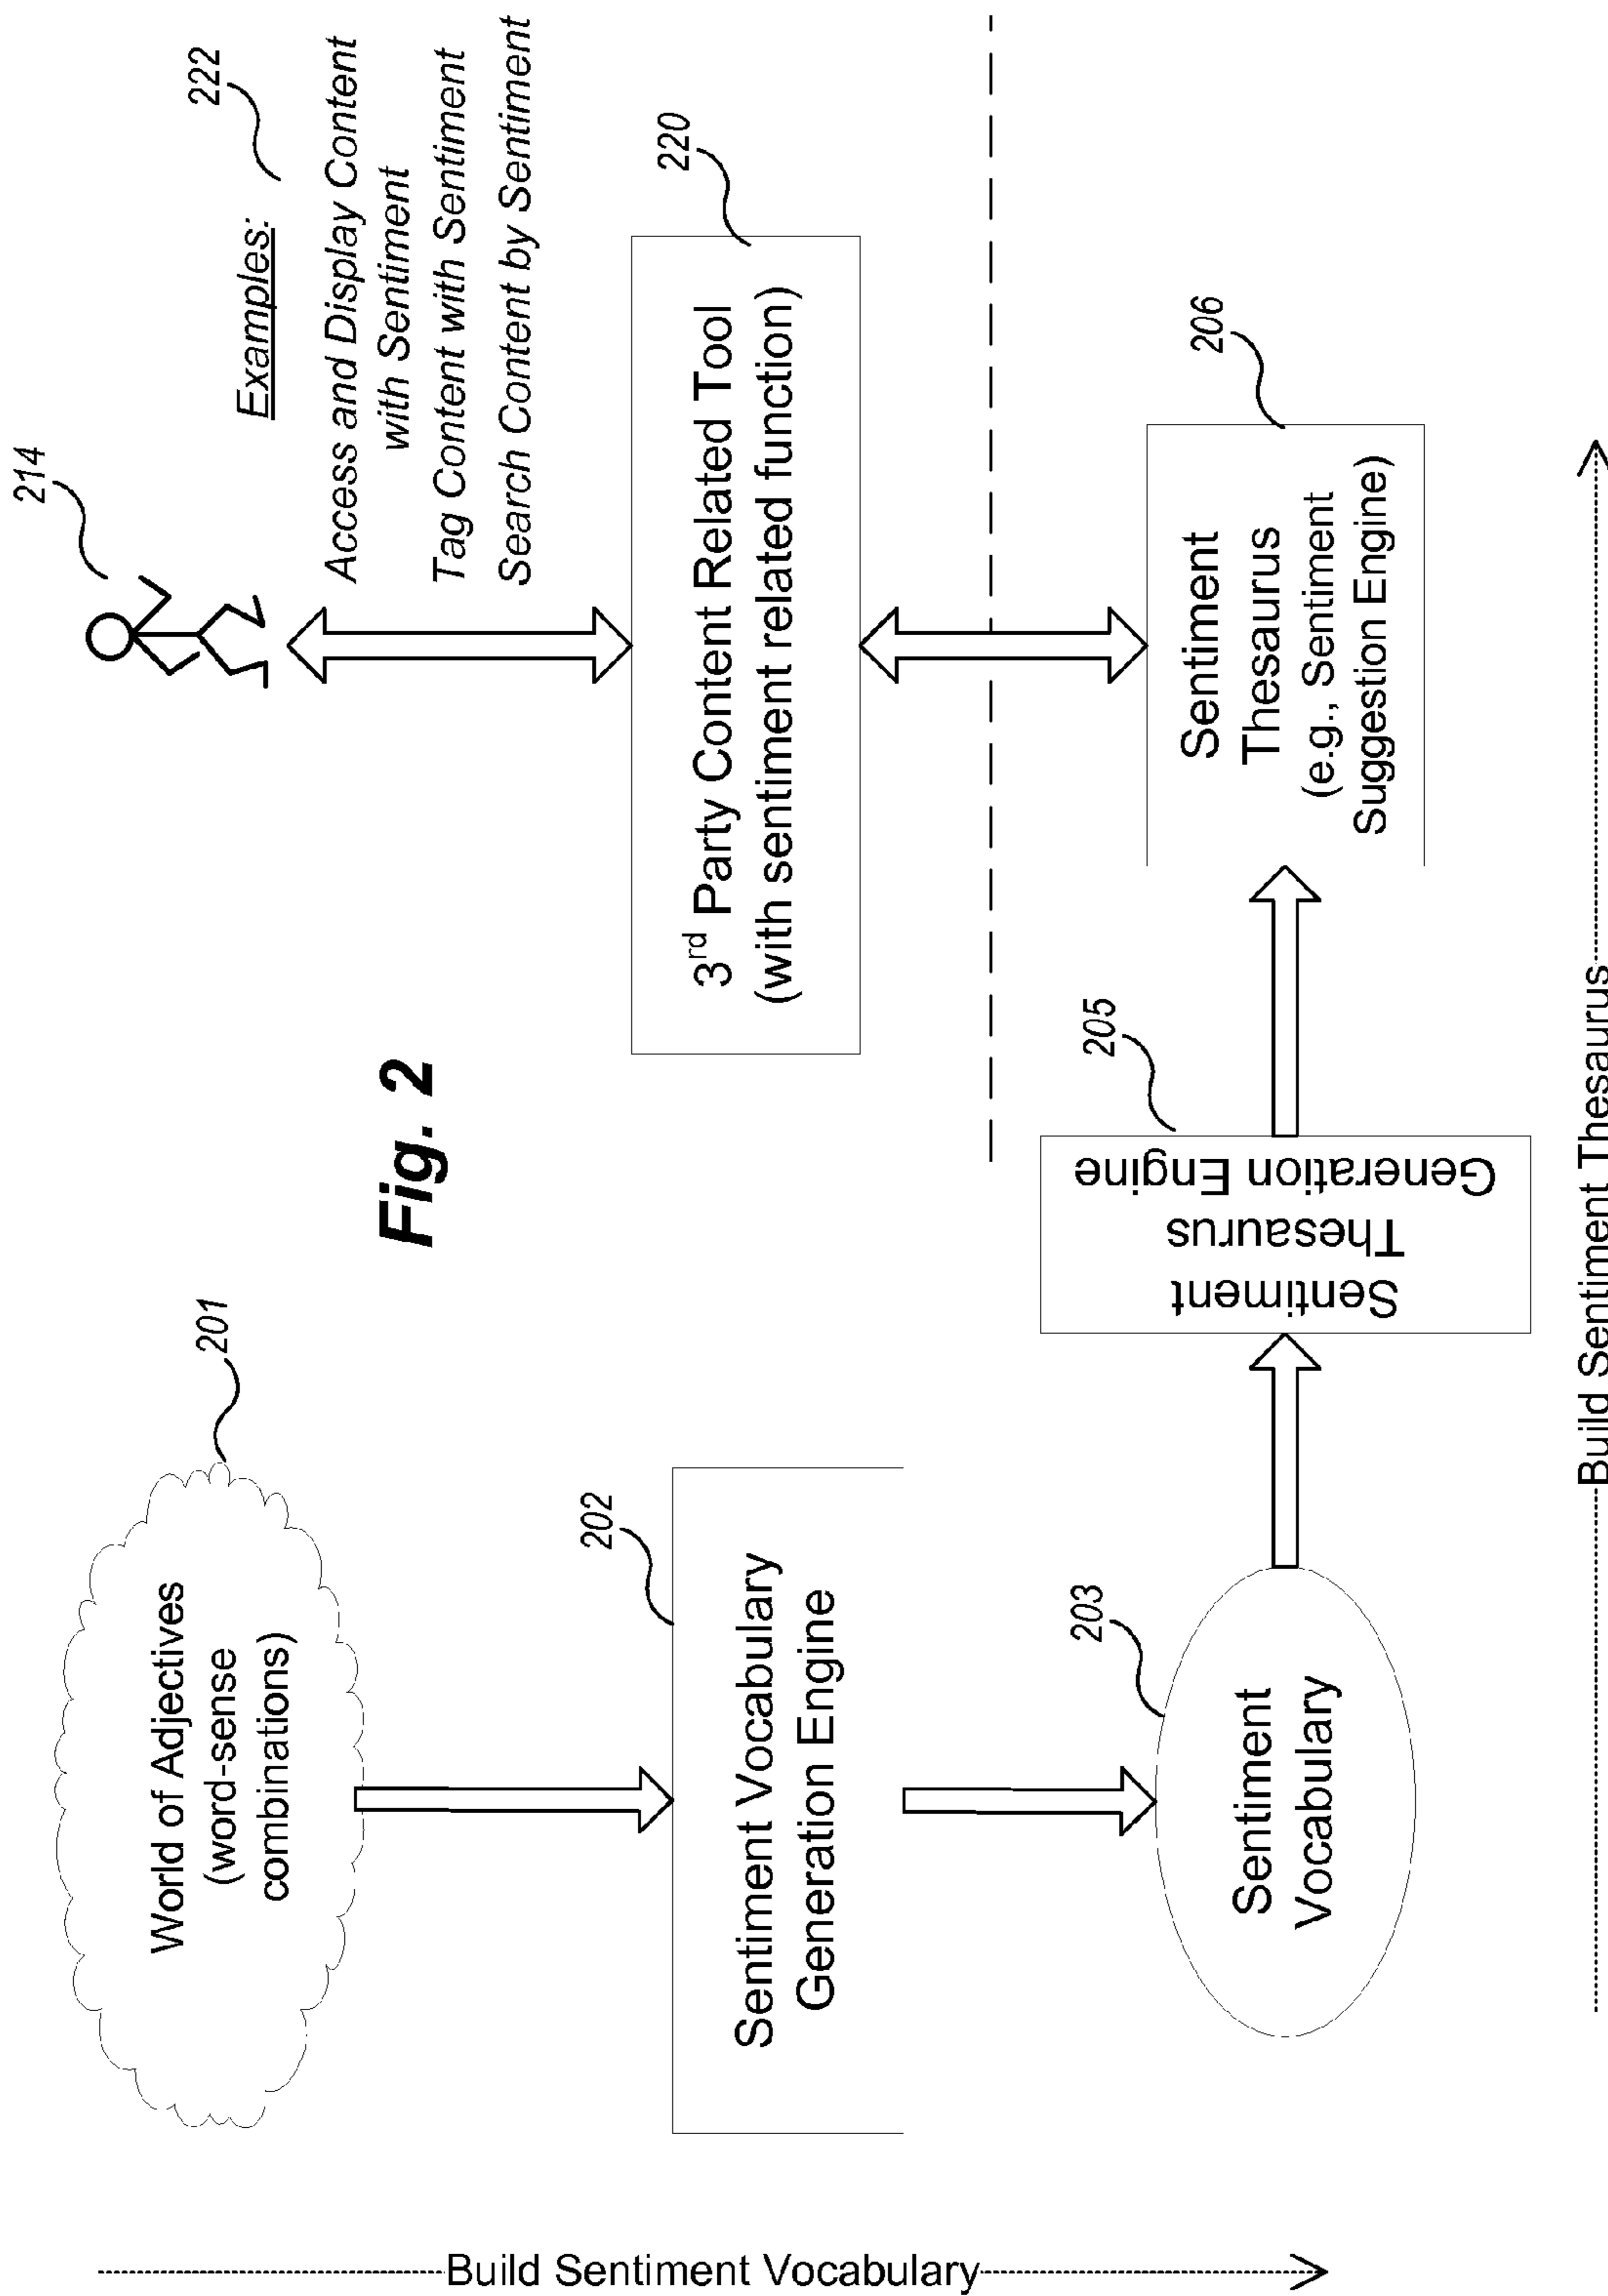 214
222
Examples:
Access and Display Content
with Sentiment
Tag Content with Sentiment
Search Content by Sentiment
201
World of Adjectives
(word-sense
combinations)
Fig. 2
220
3rd Party Content Related Tool
(with sentiment related function)
202
Sentiment Vocabulary
Generation Engine
203
Sentiment
Vocabulary
205
Sentiment
Thesaurus
Generation Engine
206
Sentiment
Thesaurus
(e.g., Sentiment
Suggestion Engine)
Build Sentiment Vocabulary
Build Sentiment Thesaurus